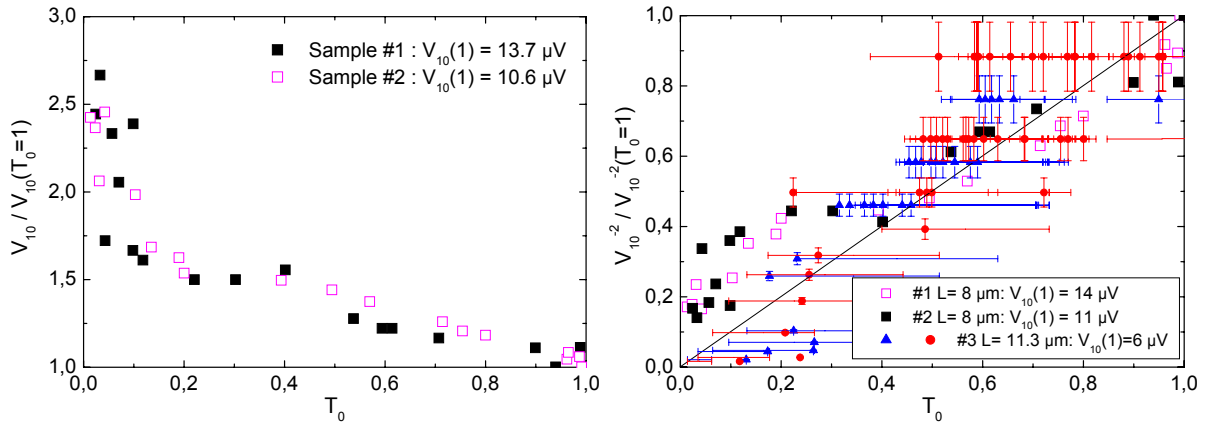 3,0
2,5
2,0
1,5
1,0
0,0
0,2
0,4
0,6
0,8
1,0
V₁₀ / V₁₀(T₀=1)
T₀
Sample #1 : V₁₀(1) = 13.7 µV
Sample #2 : V₁₀(1) = 10.6 µV
1,0
0,8
0,6
0,4
0,2
0,0
0,0
0,2
0,4
0,6
0,8
1,0
V₁₀⁻² / V₁₀⁻²(T₀=1)
T₀
#1 L= 8 µm: V₁₀(1) = 14 µV
#2 L= 8 µm: V₁₀(1) = 11 µV
#3 L= 11.3 µm: V₁₀(1)=6 µV